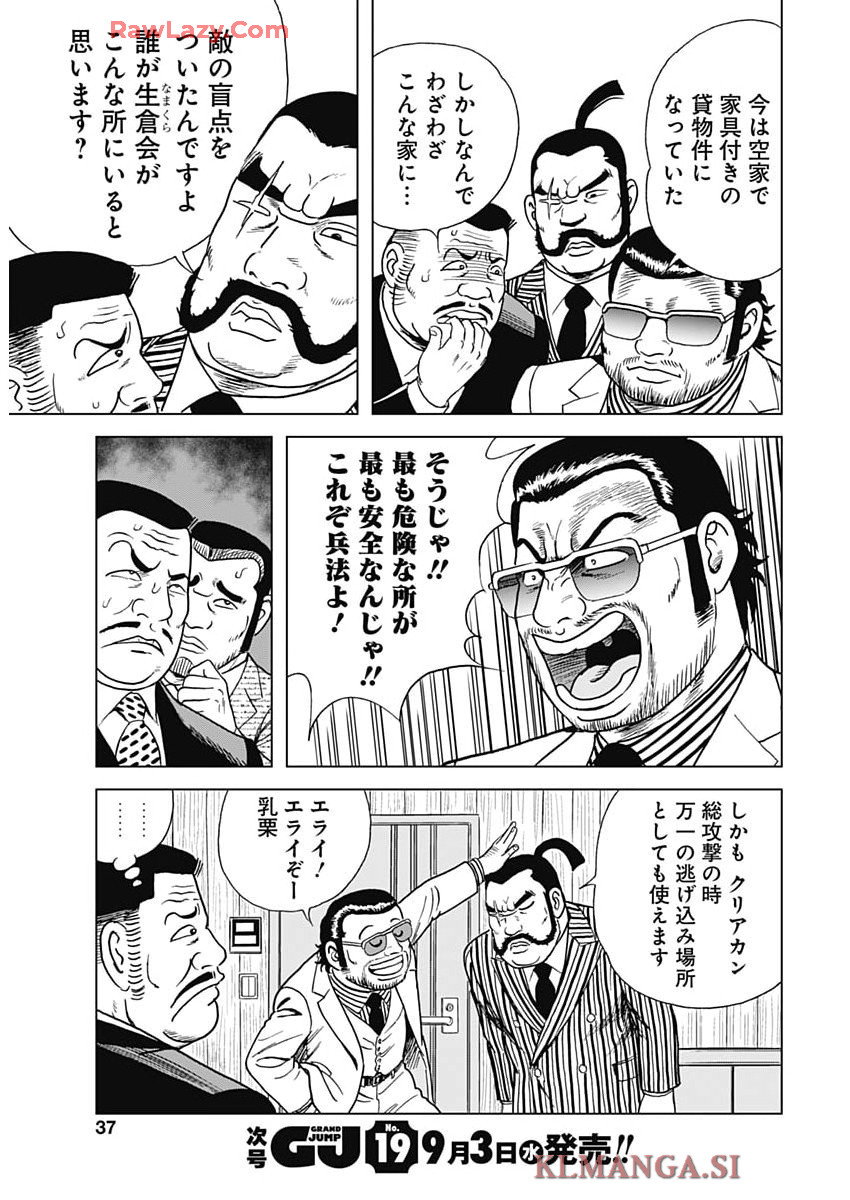 RawLazy.Com
今は空家で
家具付きの
貸物件に
なっていた
しかしなんで
わざわざ
こんな家に…
敵の盲点を
ついたんですよ
誰が生倉会が
なまくら
こんな所にいると
思います?
そうじゃ!!
最も危険な所が
最も安全なんじゃ!!
これぞ兵法よ!
しかも クリアカン
総攻撃の時
万一の逃げ込み場所
としても使えます
エライ!
エライぞー
乳栗
………
37
次号
GRAND JUMP
GJ
No.
19
9月3日水発売!!
KLMANGA.SI